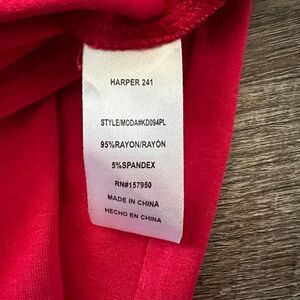 HARPER 241
STYLE/MODA#KD094PL
95%RAYON/RAYÓN
5%SPANDEX
RN#157950
MADE IN CHINA
HECHO EN CHINA